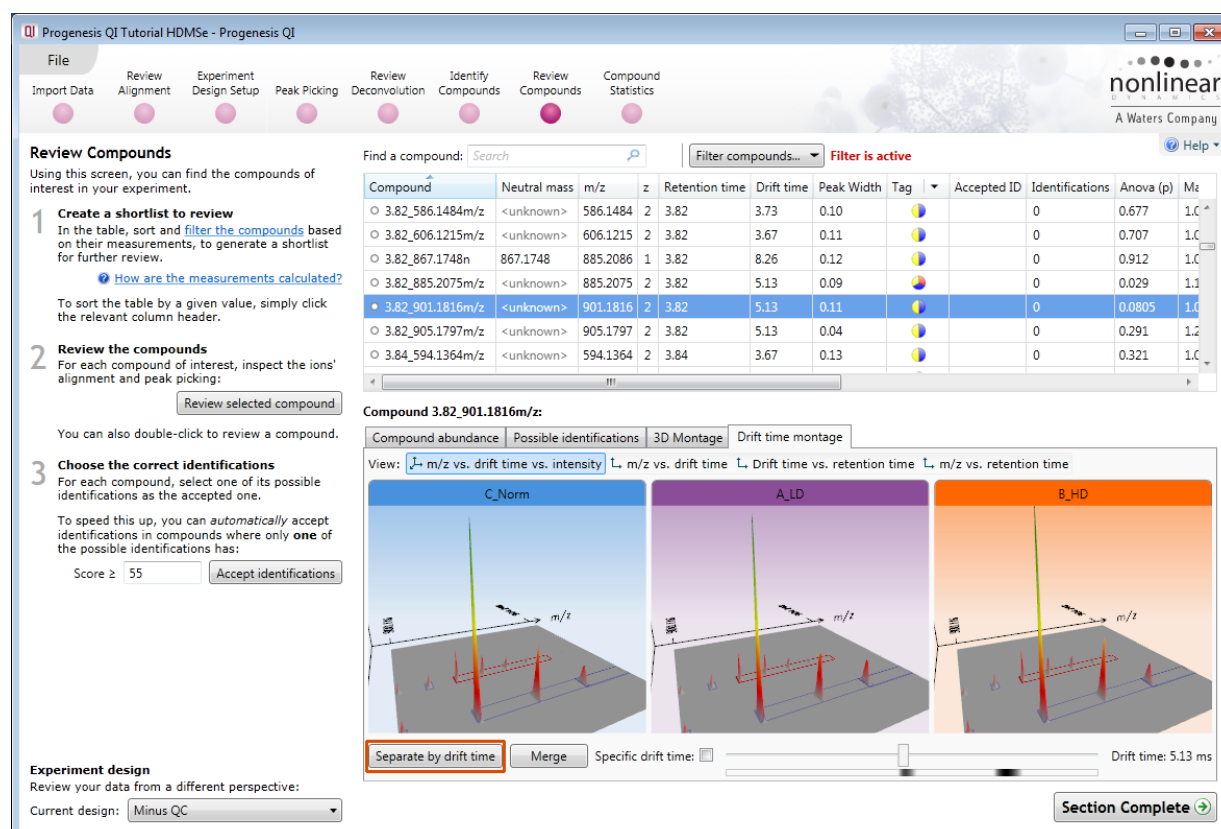 Progenesis QI Tutorial HDMSe - Progenesis QI
File
Import Data
Review Alignment
Experiment Design Setup
Peak Picking
Review Deconvolution
Identify Compounds
Review Compounds
Compound Statistics
nonlinear
DYNAMICS
A Waters Company
Help
Review Compounds
Using this screen, you can find the compounds of
interest in your experiment.
1 Create a shortlist to review
In the table, sort and filter the compounds based
on their measurements, to generate a shortlist
for further review.
How are the measurements calculated?
To sort the table by a given value, simply click
the relevant column header.
2 Review the compounds
For each compound of interest, inspect the ions'
alignment and peak picking:
Review selected compound
You can also double-click to review a compound.
3 Choose the correct identifications
For each compound, select one of its possible
identifications as the accepted one.
To speed this up, you can automatically accept
identifications in compounds where only one of
the possible identifications has:
Score ≥ 55 Accept identifications
Experiment design
Review your data from a different perspective:
Current design: Minus QC
Find a compound: Search Filter compounds... Filter is active
Compound Neutral mass m/z z Retention time Drift time Peak Width Tag Accepted ID Identifications Anova (p) Ma
3.82_586.1484m/z <unknown> 586.1484 2 3.82 3.73 0.10 0 0.677 1.0
3.82_606.1215m/z <unknown> 606.1215 2 3.82 3.67 0.11 0 0.707 1.0
3.82_867.1748n 867.1748 885.2086 1 3.82 8.26 0.12 0 0.912 1.0
3.82_885.2075m/z <unknown> 885.2075 2 3.82 5.13 0.09 0 0.029 1.1
3.82_901.1816m/z <unknown> 901.1816 2 3.82 5.13 0.11 0 0.0805 1.0
3.82_905.1797m/z <unknown> 905.1797 2 3.82 5.13 0.04 0 0.291 1.2
3.84_594.1364m/z <unknown> 594.1364 2 3.84 3.67 0.13 0 0.321 1.0
Compound 3.82_901.1816m/z:
Compound abundance Possible identifications 3D Montage Drift time montage
View: m/z vs. drift time vs. intensity m/z vs. drift time Drift time vs. retention time m/z vs. retention time
C_Norm A_LD B_HD
m/z m/z m/z
Separate by drift time Merge Specific drift time: Drift time: 5.13 ms
Section Complete